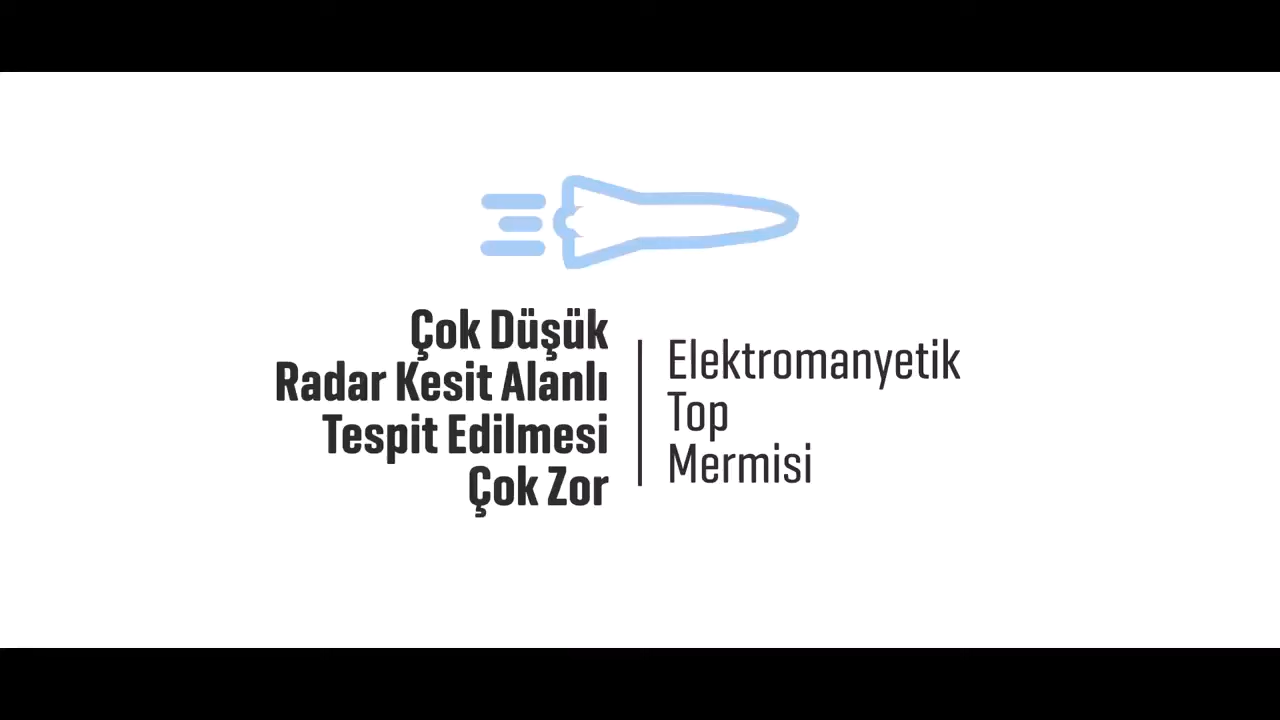 Çok Düşük
Radar Kesit Alanlı
Tespit Edilmesi
Çok Zor
Elektromanyetik
Top
Mermisi